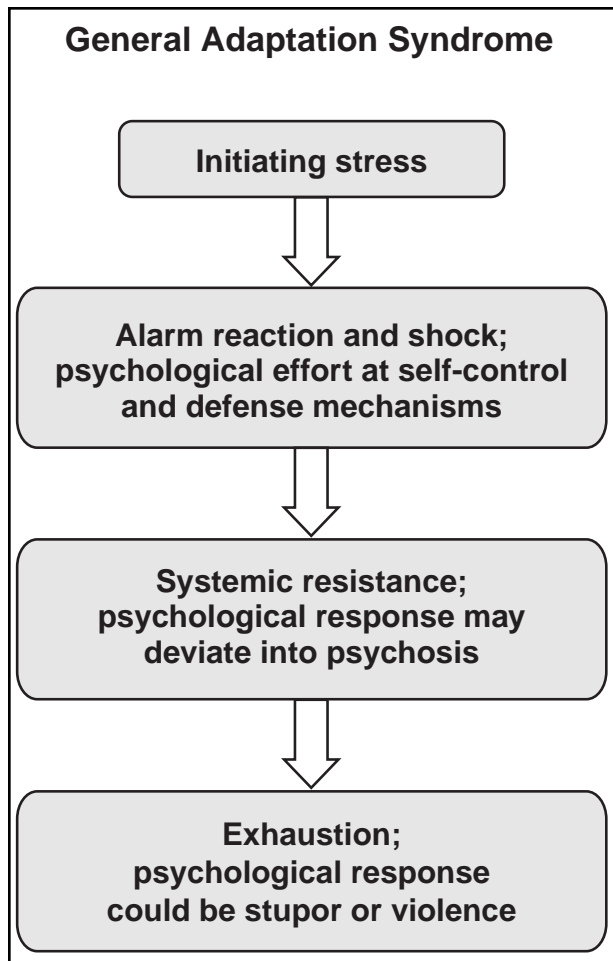 General Adaptation Syndrome
Initiating stress
Alarm reaction and shock;
psychological effort at self-control
and defense mechanisms
Systemic resistance;
psychological response may
deviate into psychosis
Exhaustion;
psychological response
could be stupor or violence